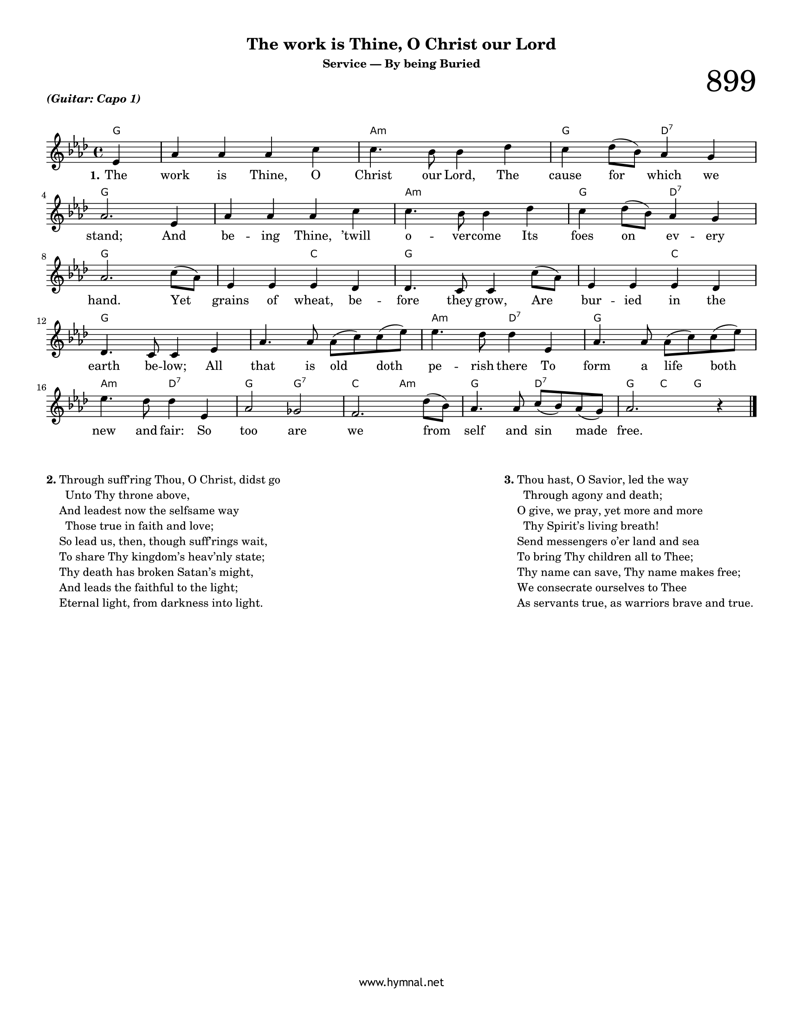 The work is Thine, O Christ our Lord
Service — By being Buried
899
(Guitar: Capo 1)
G Am G D7
1. The work is Thine, O Christ our Lord, The cause for which we
4
G Am G D7
stand; And be - ing Thine, 'twill o - vercome Its foes on ev - ery
8
G C G C
hand. Yet grains of wheat, be - fore they grow, Are bur - ied in the
12
G Am D7 G
earth be-low; All that is old doth pe - rish there To form a life both
16
Am D7 G G7 C Am G D7 G C G
new and fair: So too are we from self and sin made free.
2. Through suff'ring Thou, O Christ, didst go
Unto Thy throne above,
And leadest now the selfsame way
Those true in faith and love;
So lead us, then, though suff'rings wait,
To share Thy kingdom's heav'nly state;
Thy death has broken Satan's might,
And leads the faithful to the light;
Eternal light, from darkness into light.
3. Thou hast, O Savior, led the way
Through agony and death;
O give, we pray, yet more and more
Thy Spirit's living breath!
Send messengers o'er land and sea
To bring Thy children all to Thee;
Thy name can save, Thy name makes free;
We consecrate ourselves to Thee
As servants true, as warriors brave and true.
www.hymnal.net